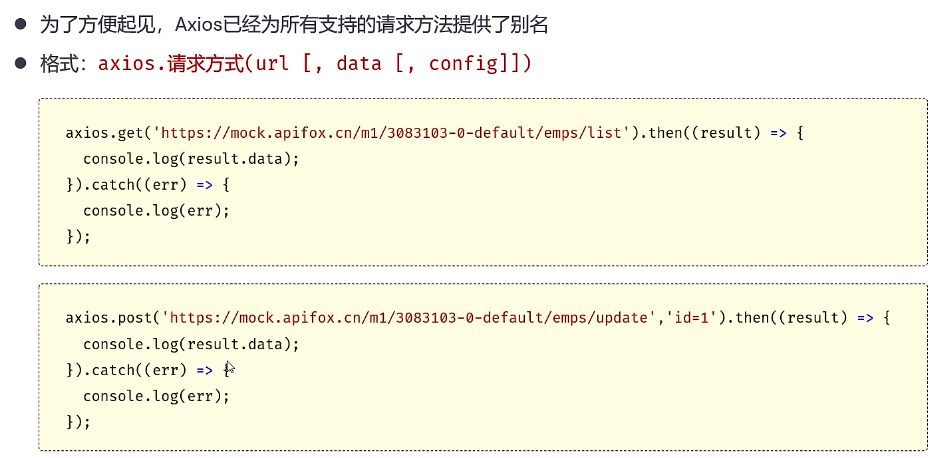 ● 为了方便起见，Axios已经为所有支持的请求方法提供了别名
● 格式：axios.请求方式(url [, data [, config]])
axios.get('https://mock.apifox.cn/m1/3083103-0-default/emps/list').then((result) => {
  console.log(result.data);
}).catch((err) => {
  console.log(err);
});
axios.post('https://mock.apifox.cn/m1/3083103-0-default/emps/update','id=1').then((result) => {
  console.log(result.data);
}).catch((err) => {
  console.log(err);
});